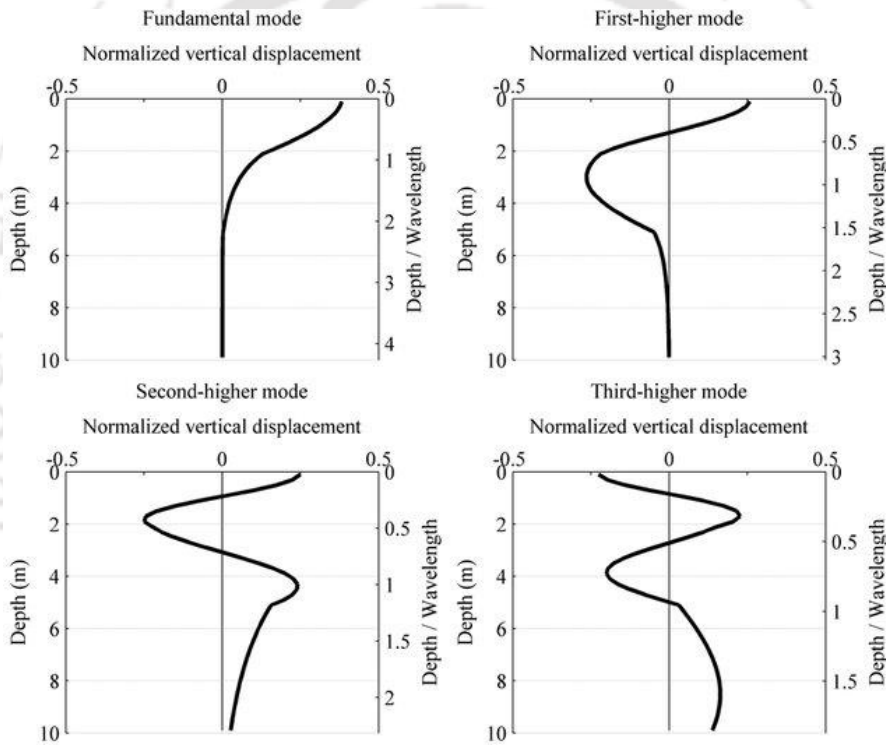 Fundamental mode
Normalized vertical displacement
-0.5 0 0.5
0 2 4 6 8 10
Depth (m)
0 1 2 3 4
Depth / Wavelength
First-higher mode
Normalized vertical displacement
-0.5 0 0.5
0 2 4 6 8 10
Depth (m)
0 0.5 1 1.5 2 2.5 3
Depth / Wavelength
Second-higher mode
Normalized vertical displacement
-0.5 0 0.5
0 2 4 6 8 10
Depth (m)
0 0.5 1 1.5 2
Depth / Wavelength
Third-higher mode
Normalized vertical displacement
-0.5 0 0.5
0 2 4 6 8 10
Depth (m)
0 0.5 1 1.5
Depth / Wavelength